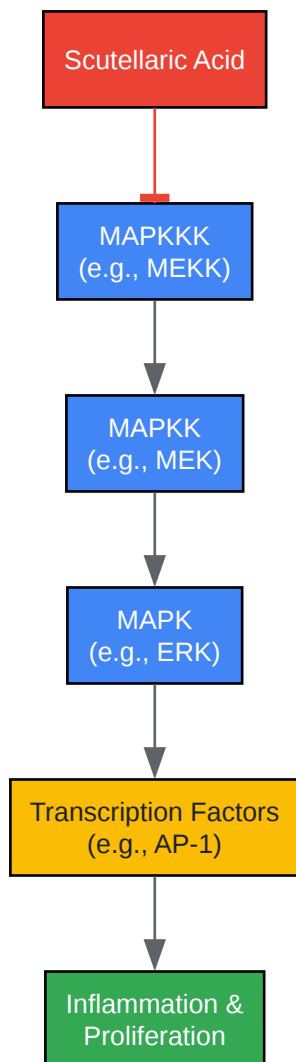 Scutellaric Acid
MAPKKK
(e.g., MEKK)
MAPKK
(e.g., MEK)
MAPK
(e.g., ERK)
Transcription Factors
(e.g., AP-1)
Inflammation &
Proliferation